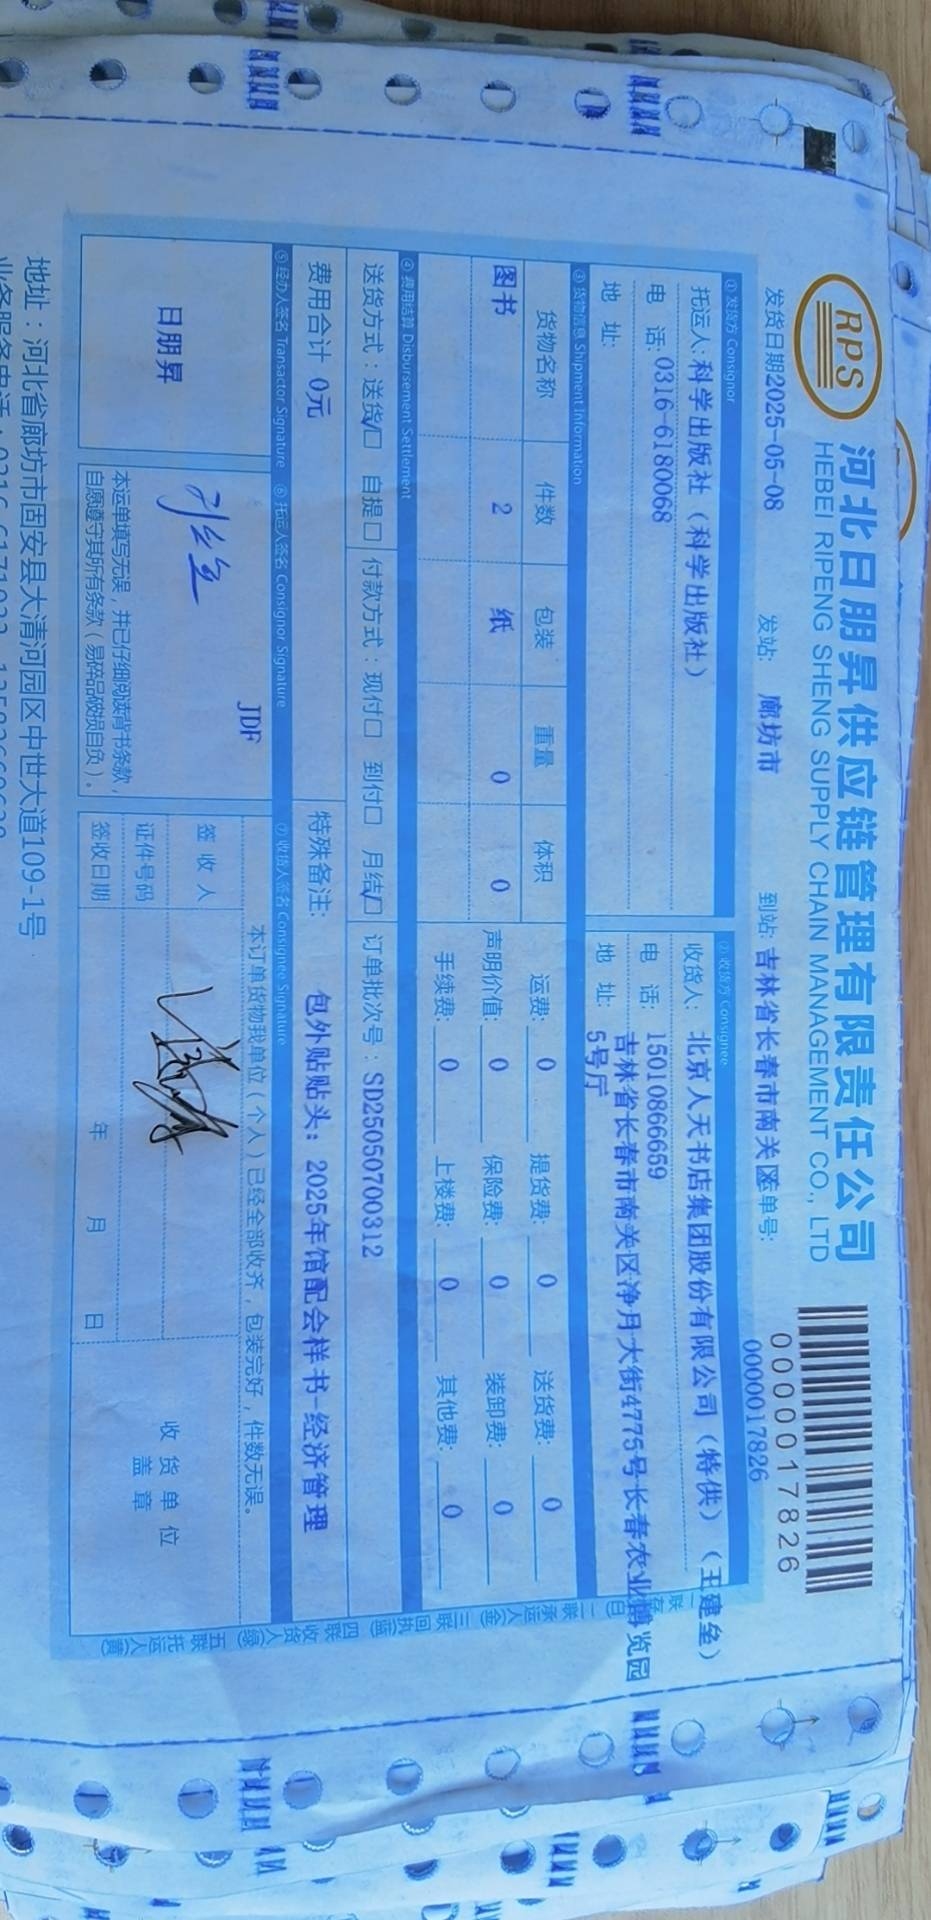 RPS
河北日朋昇供应链管理有限责任公司
HEBEI RIPENG SHENG SUPPLY CHAIN MANAGEMENT CO., LTD
0000017826
发货日期2025-05-08 发站: 廊坊市 到站: 吉林省长春市南关区 单号: 0000017826
① 发货方 Consignor
② 收货方 Consignee
托运人: 科学出版社（科学出版社）
收货人: 北京人天书店集团股份有限公司（特供）（王建垒）
电 话: 0316-6180068
电 话: 15010866659
地 址:
地 址: 吉林省长春市南关区净月大街4775号长春农业博览园
5号厅
③ 货物信息 Shipment Information
货物名称 件数 包装 重量 体积
图书 2 纸 0 0
运费: 0 提货费: 0 送货费: 0
声明价值: 0 保险费: 0 装卸费: 0
手续费: 0 上楼费: 0 其他费: 0
④ 费用结算 Disbursement Settlement
送货方式：送货☑ 自提☐ 付款方式：现付☐ 到付☐ 月结☑ 订单批次号：SD25050700312
费用合计 0元
特殊备注: 包外贴贴头: 2025年馆配会样书-经济管理
⑤ 经办人签名 Transactor Signature ⑥ 托运人签名 Consignor Signature ⑦ 收货人签名 Consignee Signature
日朋昇
JDF
本运单填写无误，并已仔细阅读背书条款，
自愿遵守其所有条款（易碎品破损自负）。
本订单货物我单位（个人）已经全部收齐，包装完好，件数无误。
签 收 人
证件号码
签收日期 年 月 日
收 货 单 位
盖 章
一联 存 (白) 二联 承运人(金) 三联 回执(蓝) 四联 收货人(绿) 五联 托运人(黄)
地址：河北省廊坊市固安县大清河园区中世大道109-1号